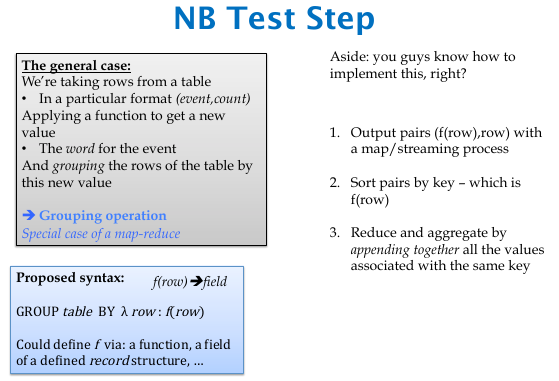 NB Test Step
The general case:
We're taking rows from a table
• In a particular format (event,count)
Applying a function to get a new
value
• The word for the event
And grouping the rows of the table by
this new value
➔ Grouping operation
Special case of a map-reduce
Proposed syntax: f(row)➔field
GROUP table BY λ row : f(row)
Could define f via: a function, a field
of a defined record structure, …
Aside: you guys know how to
implement this, right?
1. Output pairs (f(row),row) with
a map/streaming process
2. Sort pairs by key – which is
f(row)
3. Reduce and aggregate by
appending together all the values
associated with the same key